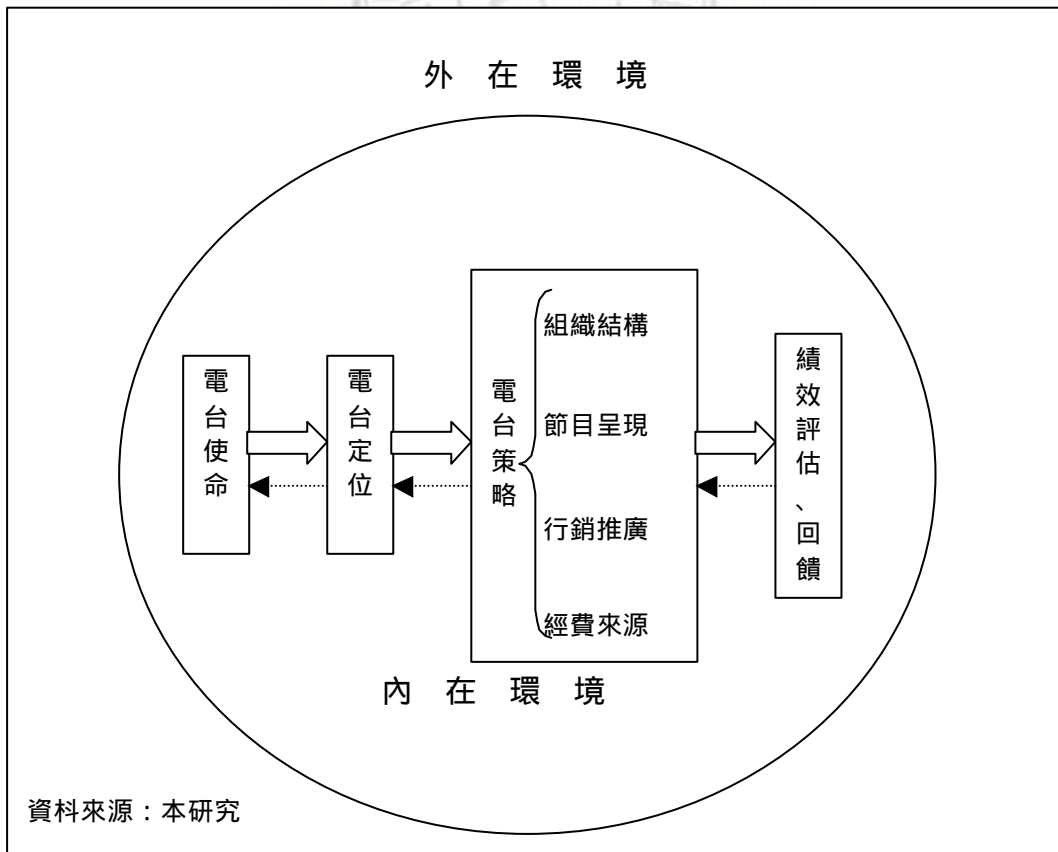 外在環境
電台使命
電台定位
電台策略
組織結構
節目呈現
行銷推廣
經費來源
績效評估、回饋
內在環境
資料來源：本研究